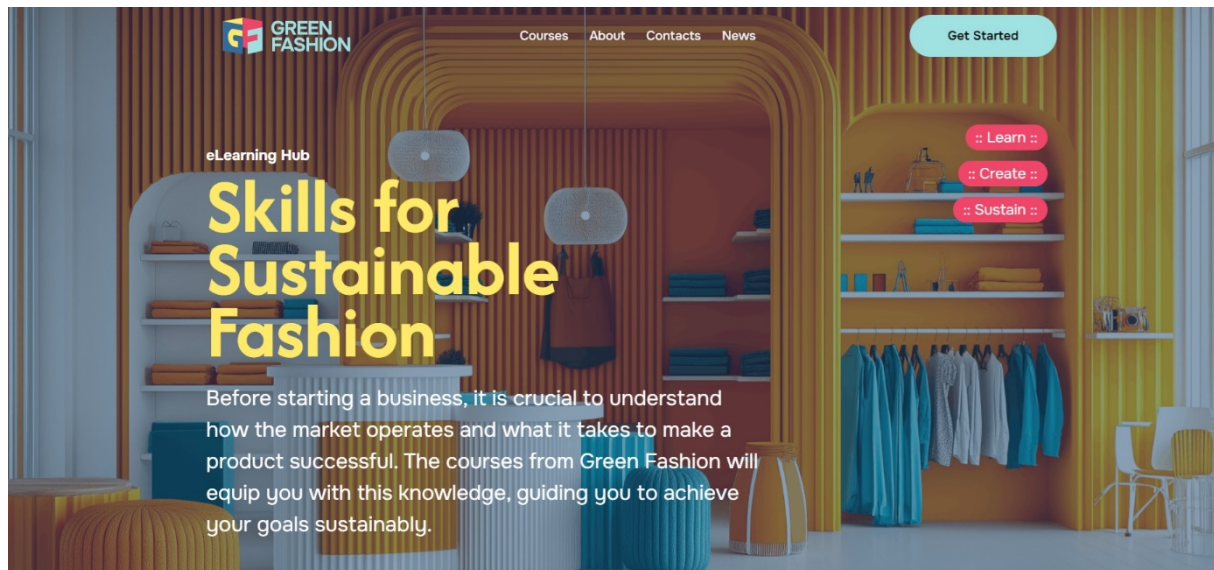 GREEN
FASHION
Courses About Contacts News
Get Started
:: Learn ::
:: Create ::
:: Sustain ::
eLearning Hub
Skills for
Sustainable
Fashion
Before starting a business, it is crucial to understand
how the market operates and what it takes to make a
product successful. The courses from Green Fashion will
equip you with this knowledge, guiding you to achieve
your goals sustainably.